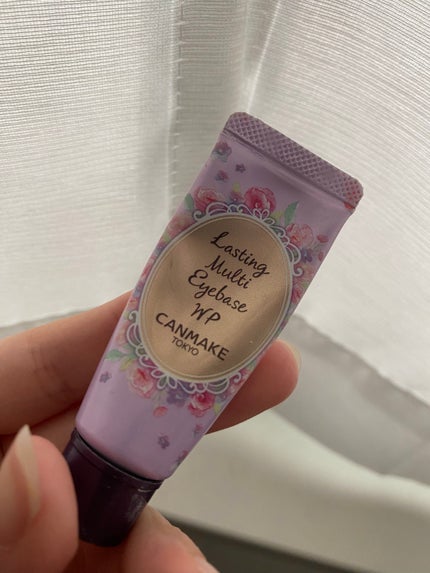 Lasting
Multi
Eyebase
WP
CANMAKE
TOKYO